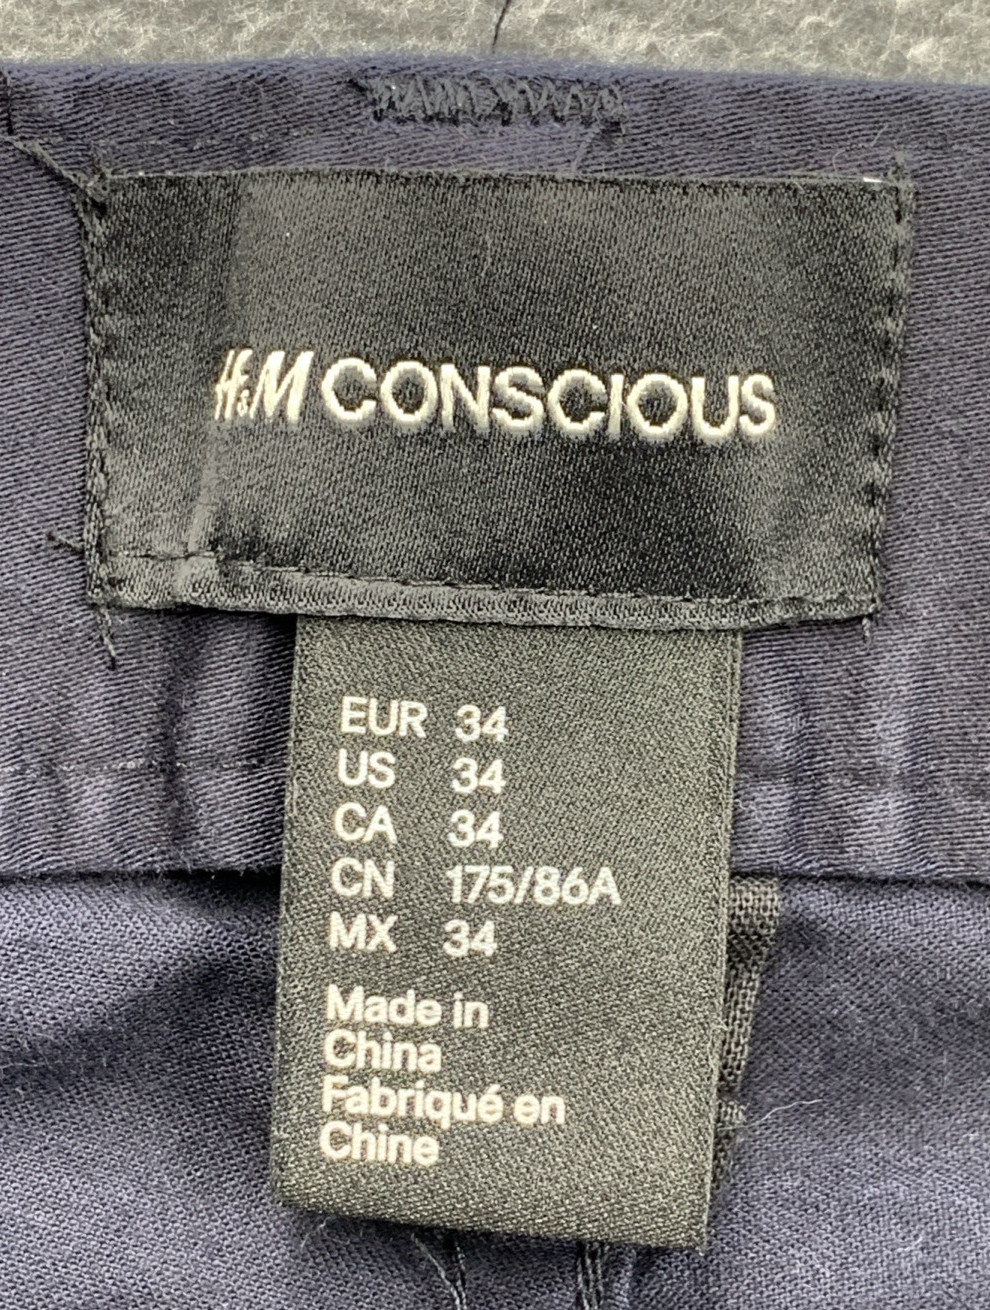 H&M CONSCIOUS
EUR 34
US 34
CA 34
CN 175/86A
MX 34
Made in
China
Fabriqué en
Chine